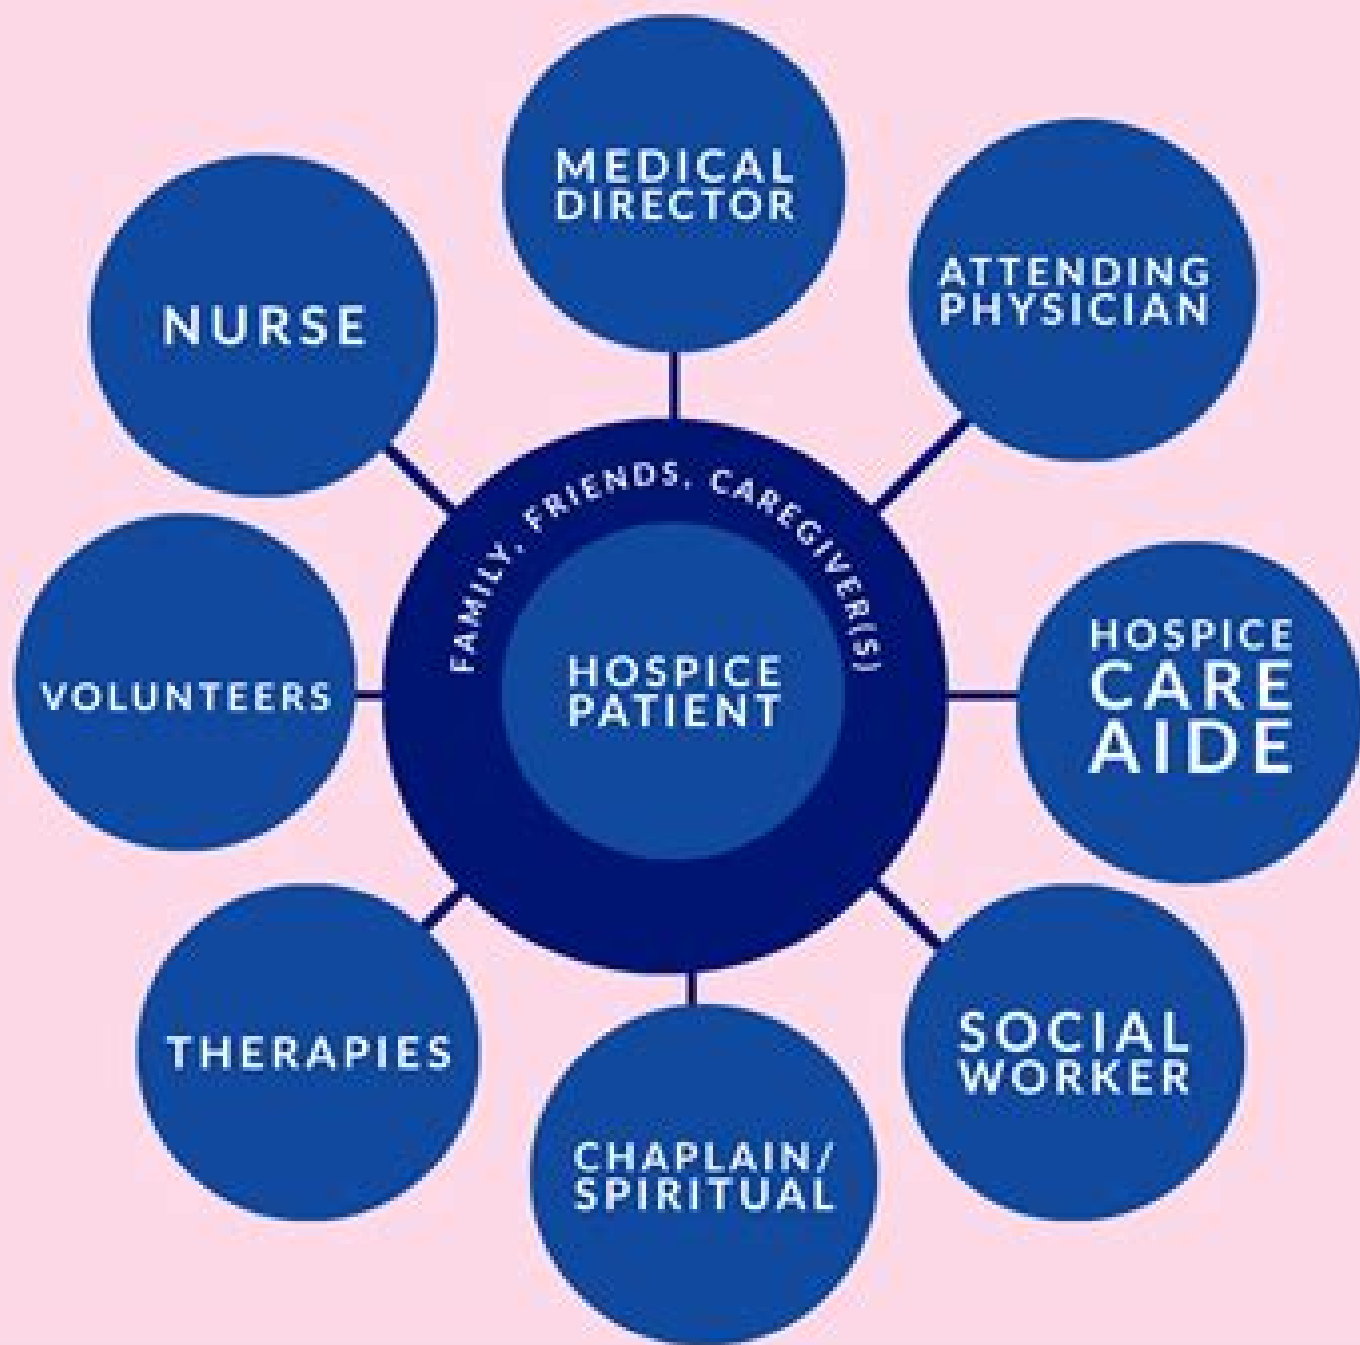 MEDICAL
DIRECTOR
ATTENDING
PHYSICIAN
NURSE
FAMILY, FRIENDS, CAREGIVER(S)
HOSPICE
PATIENT
HOSPICE
CARE
AIDE
VOLUNTEERS
SOCIAL
WORKER
THERAPIES
CHAPLAIN/
SPIRITUAL